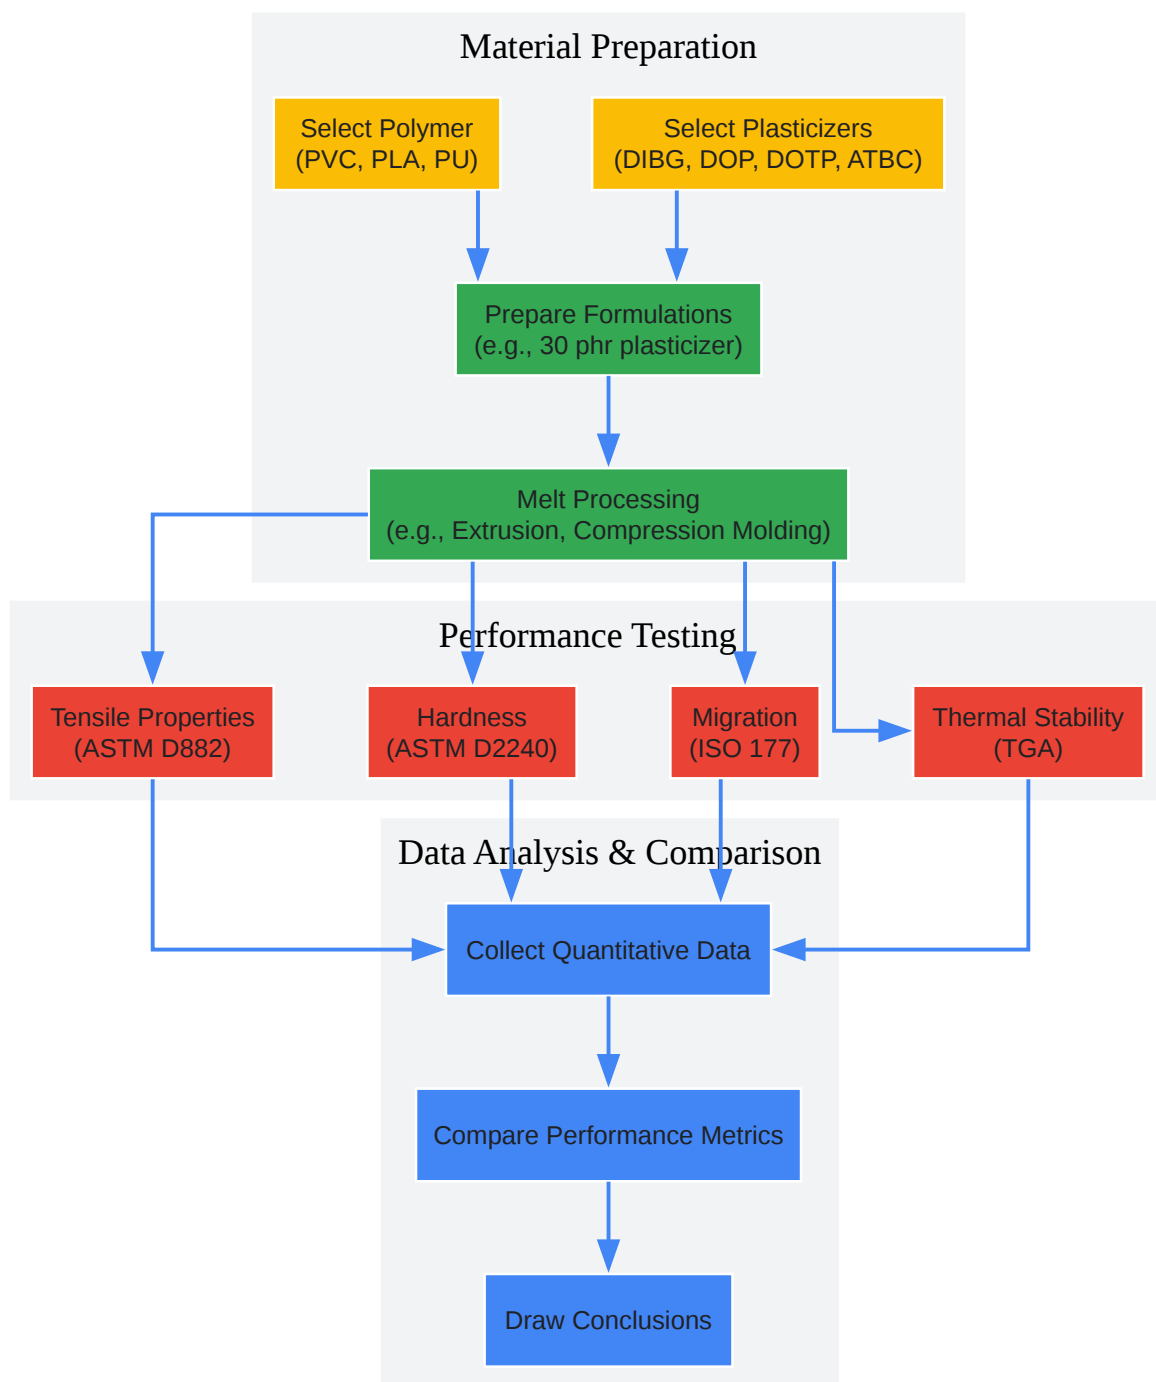 Material Preparation
Select Polymer
(PVC, PLA, PU)
Select Plasticizers
(DIBG, DOP, DOTP, ATBC)
Prepare Formulations
(e.g., 30 phr plasticizer)
Melt Processing
(e.g., Extrusion, Compression Molding)
Performance Testing
Tensile Properties
(ASTM D882)
Hardness
(ASTM D2240)
Migration
(ISO 177)
Thermal Stability
(TGA)
Data Analysis & Comparison
Collect Quantitative Data
Compare Performance Metrics
Draw Conclusions